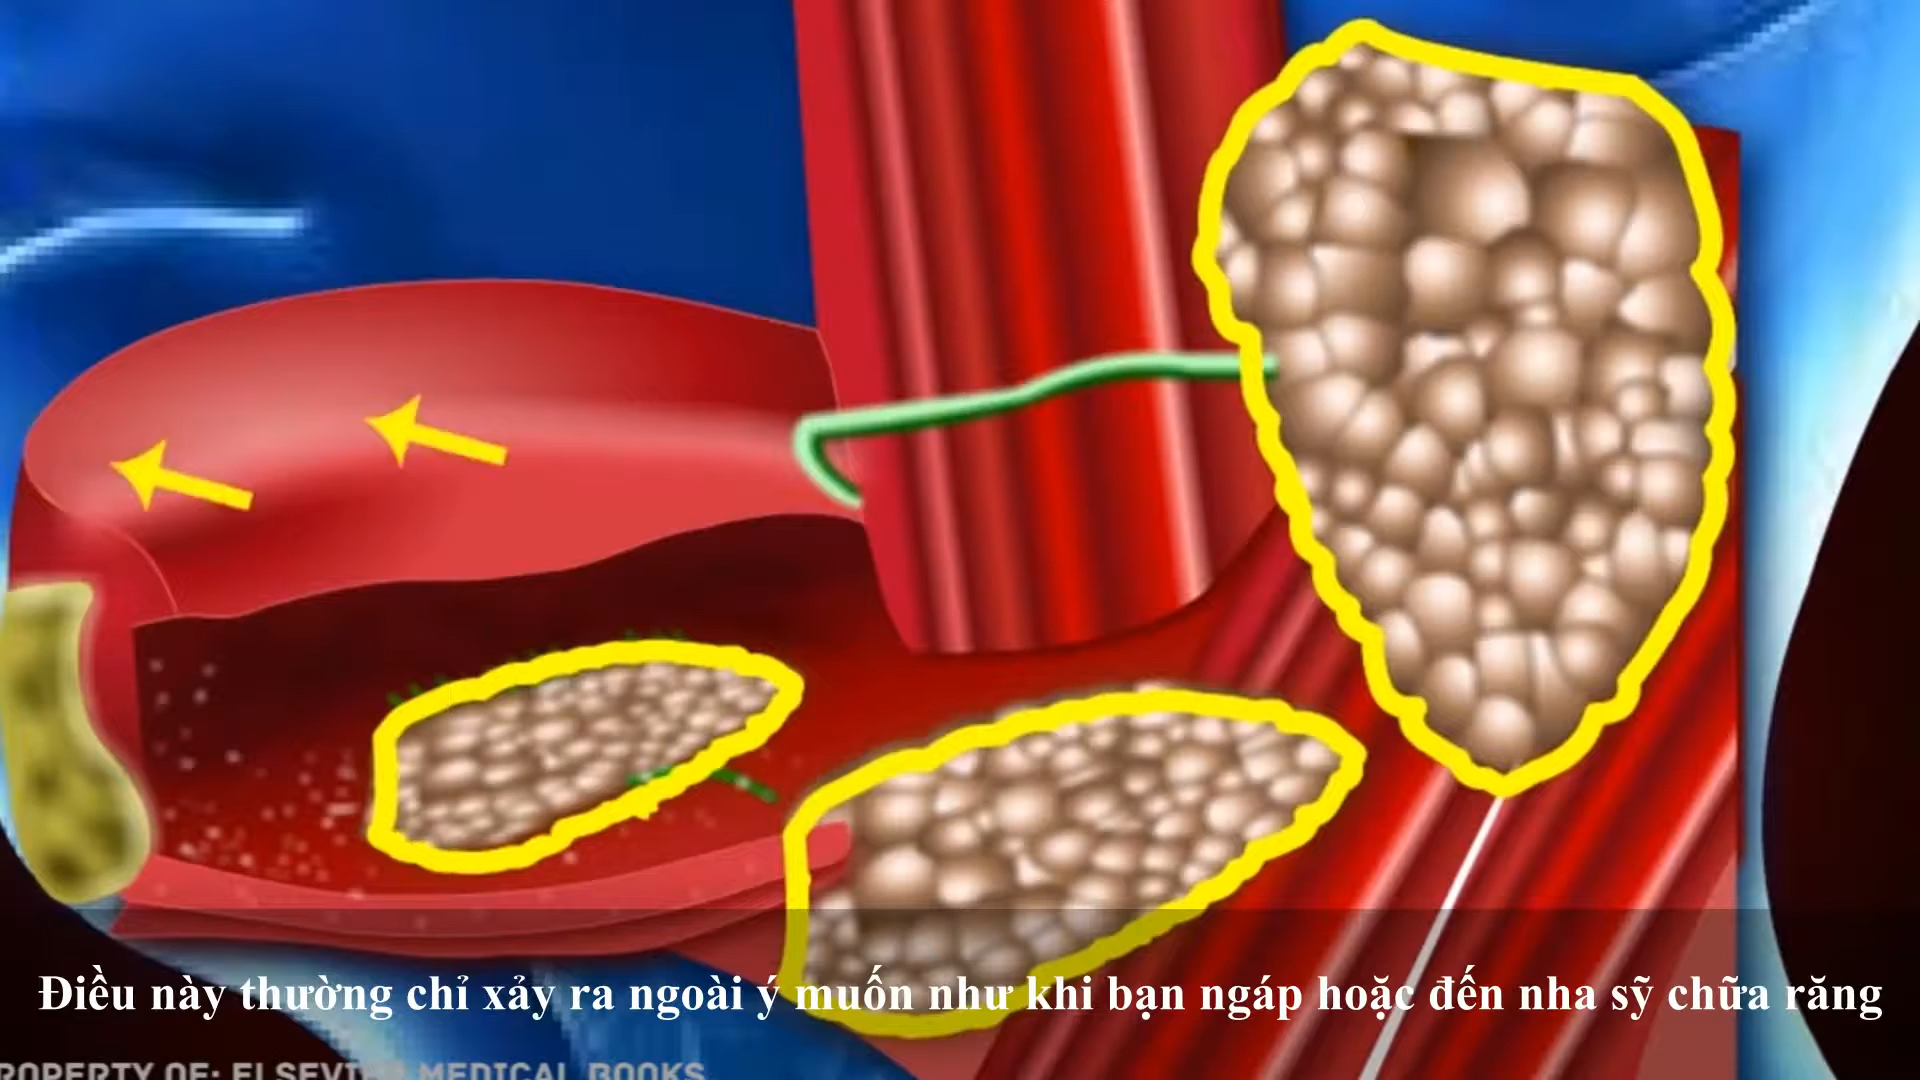 Điều này thường chỉ xảy ra ngoài ý muốn như khi bạn ngáp hoặc đến nha sỹ chữa răng
PROPERTY OF: ELSEVIER MEDICAL BOOKS